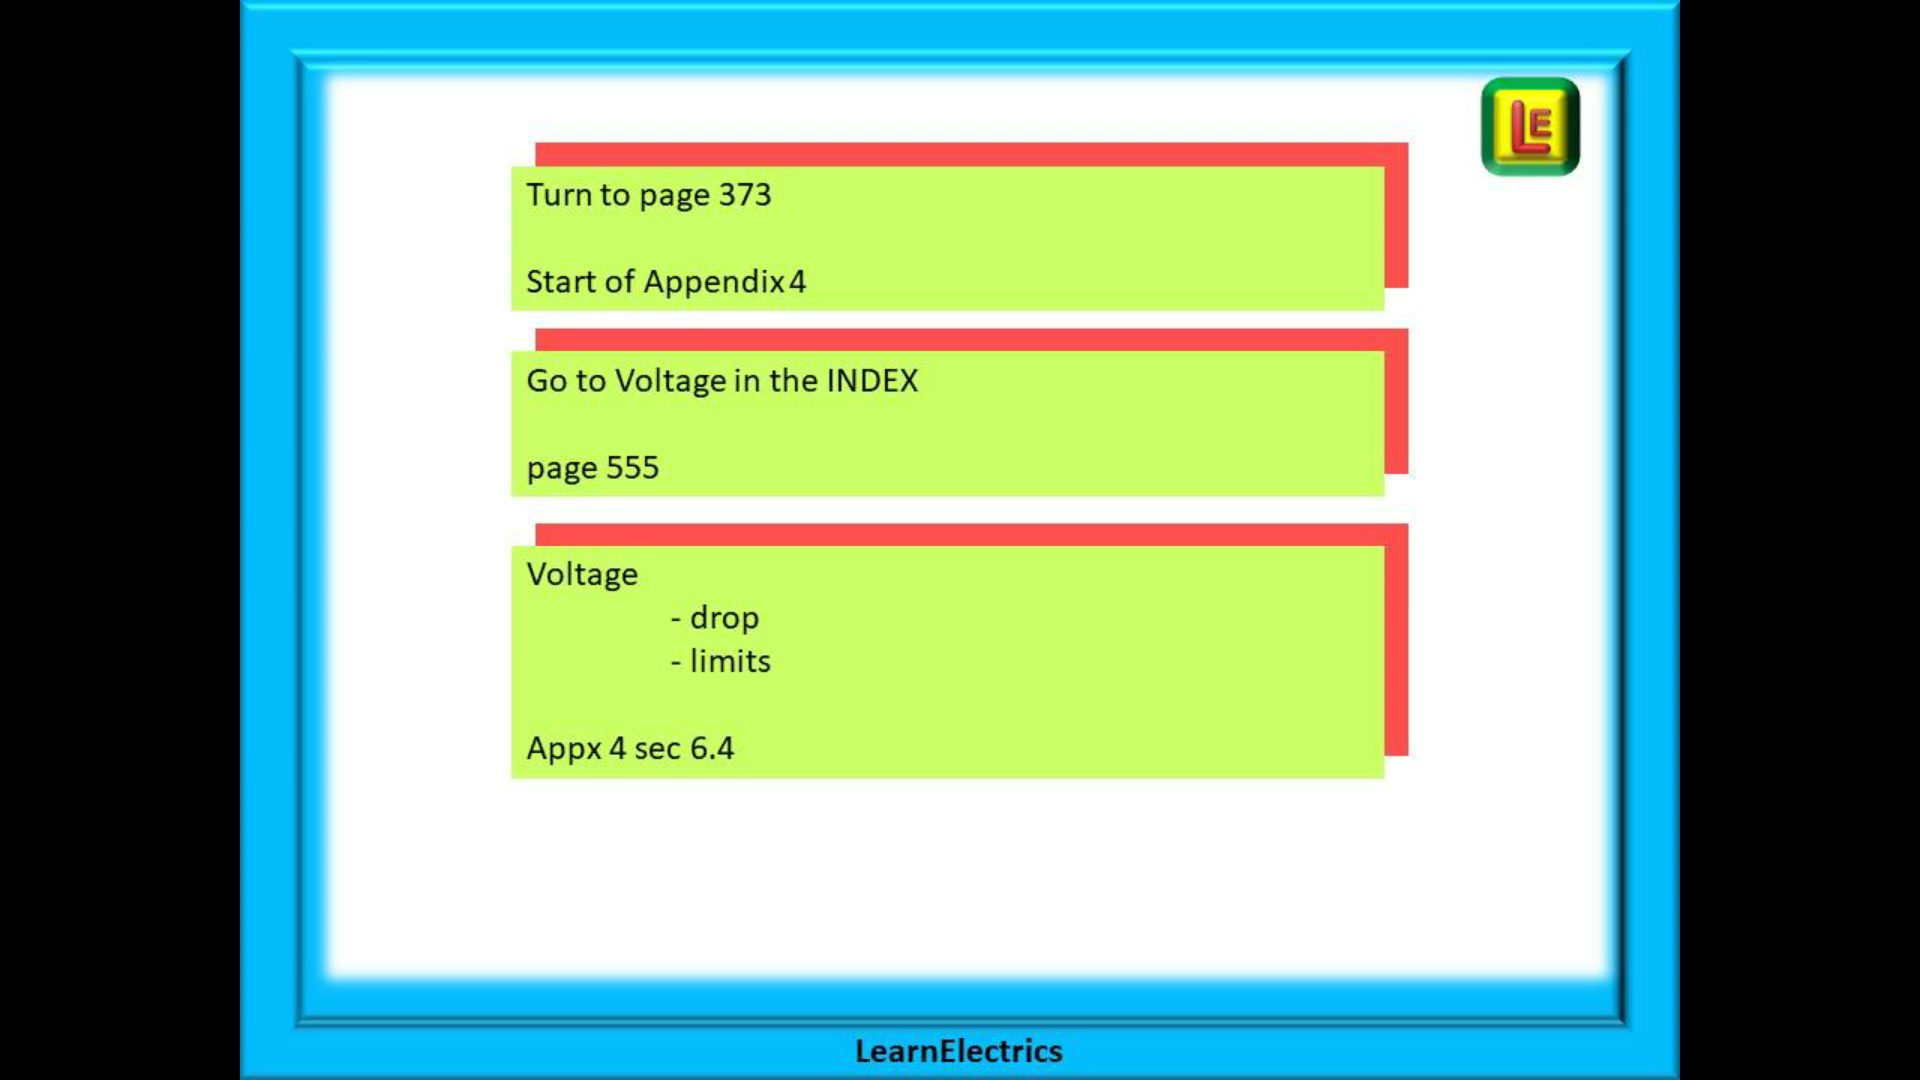 LE
Turn to page 373
Start of Appendix 4
Go to Voltage in the INDEX
page 555
Voltage
- drop
- limits
Appx 4 sec 6.4
LearnElectrics